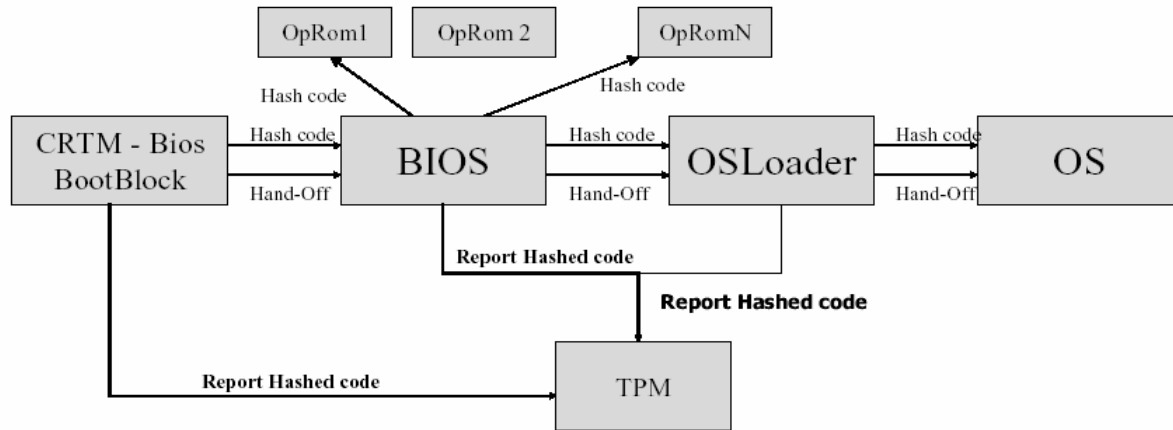 OpRom1
OpRom 2
OpRomN
Hash code
Hash code
CRTM - Bios
BootBlock
Hash code
Hand-Off
BIOS
Hash code
Hand-Off
OSLoader
Hash code
Hand-Off
OS
Report Hashed code
Report Hashed code
Report Hashed code
TPM